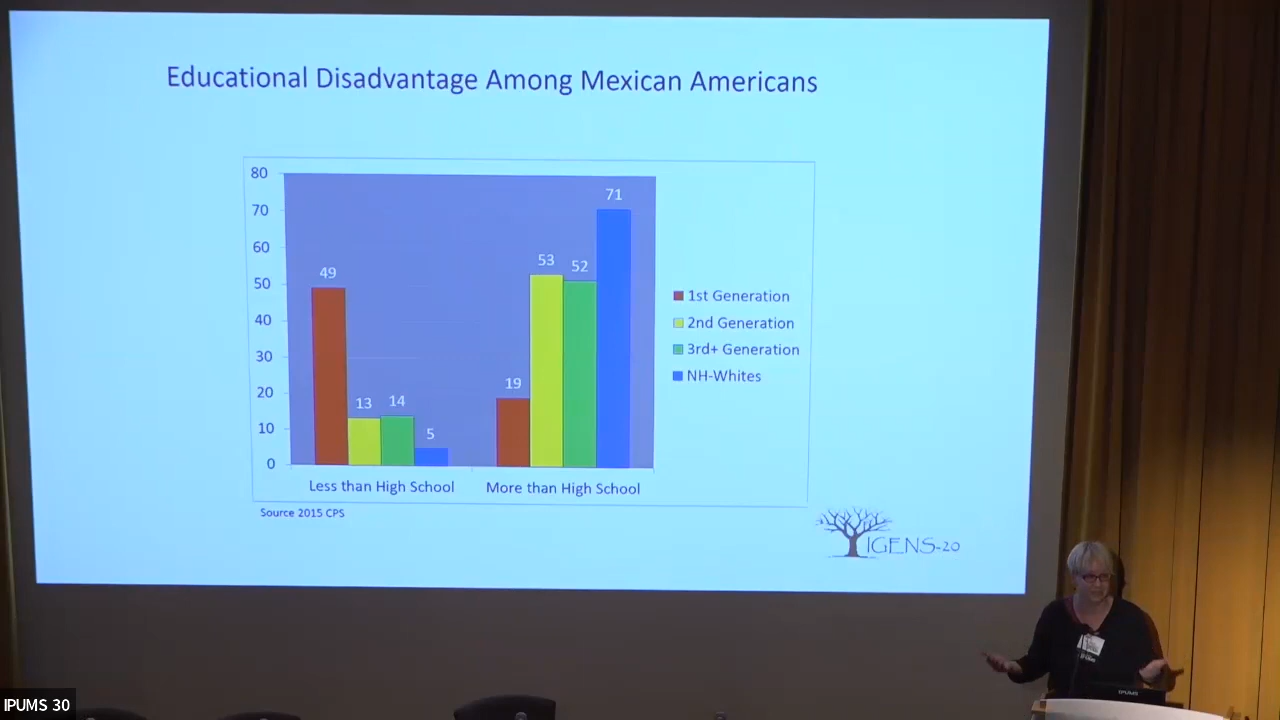 Educational Disadvantage Among Mexican Americans
80
70
60
50
40
30
20
10
0
49
13
14
5
19
53
52
71
Less than High School
More than High School
1st Generation
2nd Generation
3rd+ Generation
NH-Whites
Source 2015 CPS
IGENS-20
IPUMS
IPUMS 30